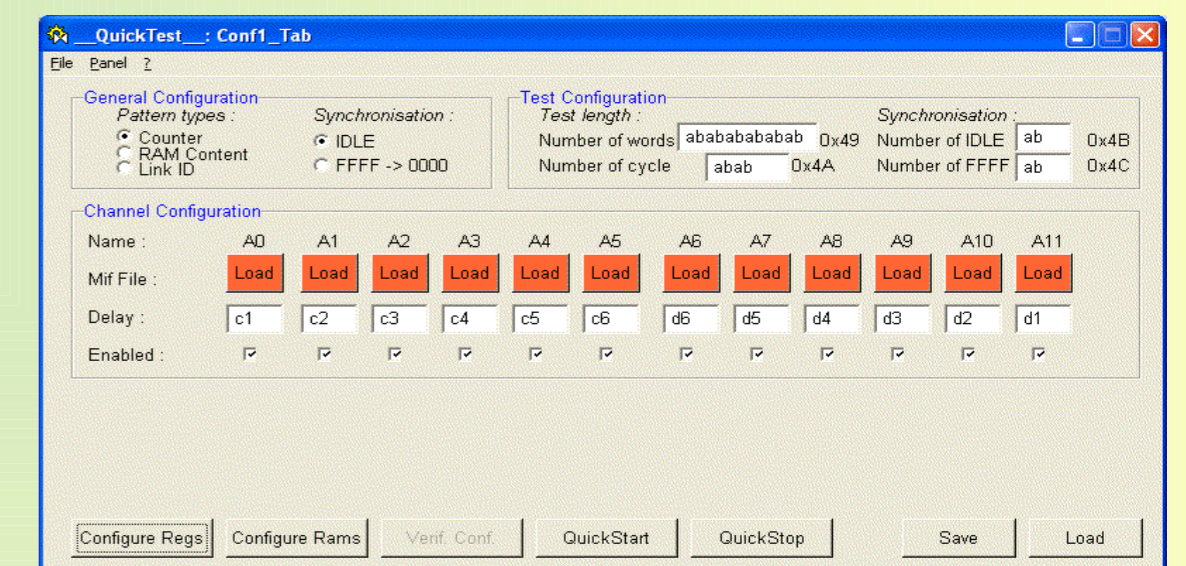 __QuickTest__: Conf1_Tab
File Panel ?
General Configuration Test Configuration
Pattern types : Synchronisation : Test length : Synchronisation :
Counter IDLE Number of words abababababab 0x49 Number of IDLE ab 0x4B
RAM Content
Link ID FFFF -> 0000 Number of cycle abab 0x4A Number of FFFF ab 0x4C
Channel Configuration
Name : A0 A1 A2 A3 A4 A5 A6 A7 A8 A9 A10 A11
Mif File : Load Load Load Load Load Load Load Load Load Load Load Load
Delay : c1 c2 c3 c4 c5 c6 d6 d5 d4 d3 d2 d1
Enabled :
Configure Regs Configure Rams Verif. Conf. QuickStart QuickStop Save Load